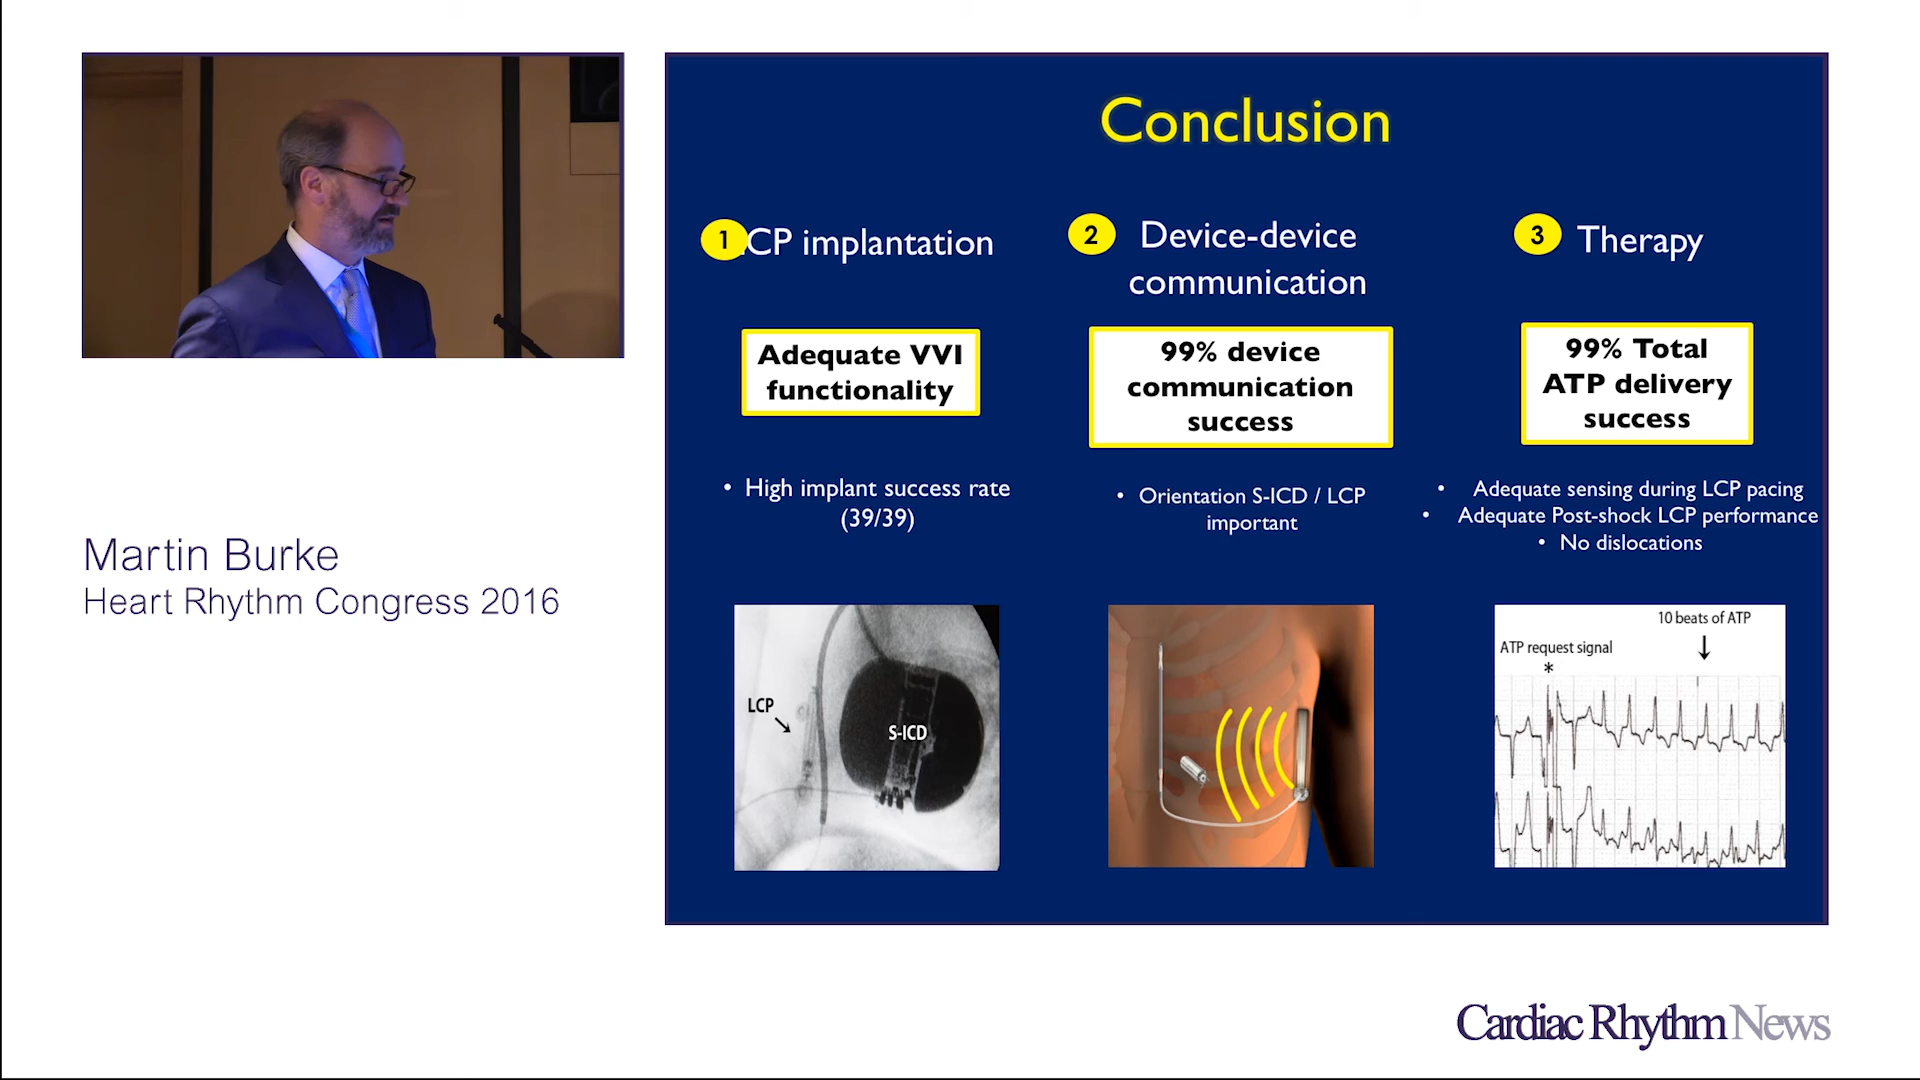 Conclusion
1 CP implantation
2 Device-device
communication
3 Therapy
Adequate VVI
functionality
99% device
communication
success
99% Total
ATP delivery
success
• High implant success rate
(39/39)
• Orientation S-ICD / LCP
important
• Adequate sensing during LCP pacing
• Adequate Post-shock LCP performance
• No dislocations
LCP
S-ICD
10 beats of ATP
ATP request signal
*
Martin Burke
Heart Rhythm Congress 2016
Cardiac Rhythm News